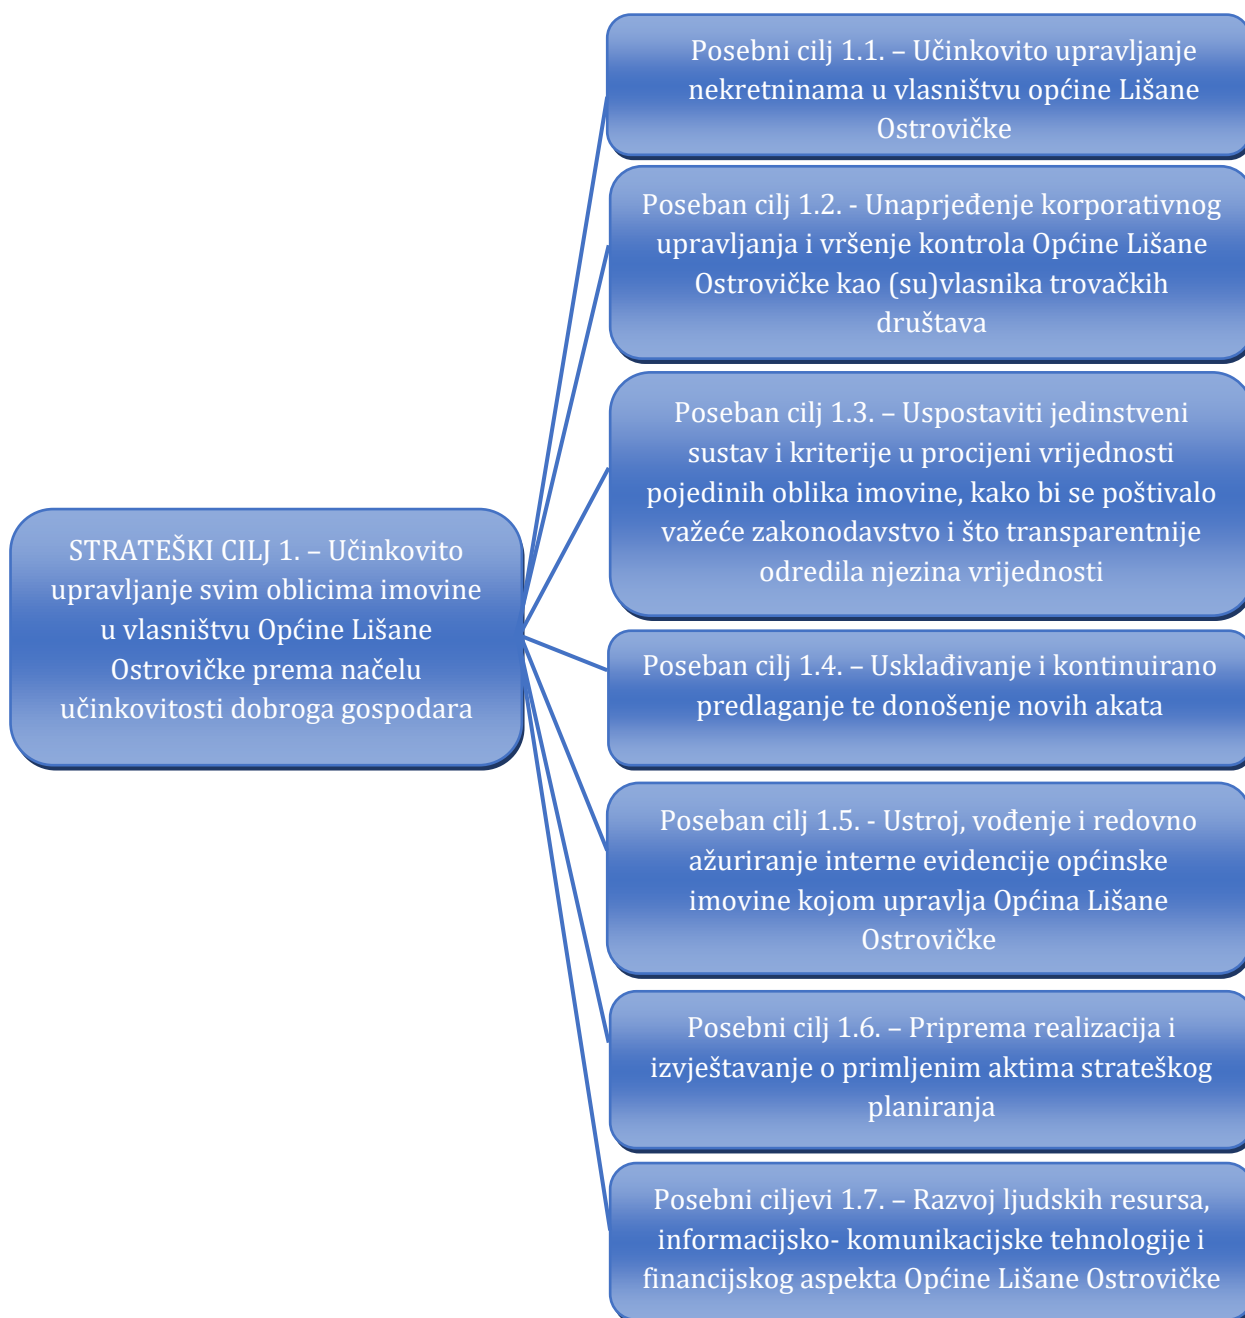 STRATEŠKI CILJ 1. – Učinkovito
upravljanje svim oblicima imovine
u vlasništvu Općine Lišane
Ostrovičke prema načelu
učinkovitosti dobroga gospodara
Posebni cilj 1.1. – Učinkovito upravljanje
nekretninama u vlasništvu općine Lišane
Ostrovičke
Poseban cilj 1.2. - Unaprjeđenje korporativnog
upravljanja i vršenje kontrola Općine Lišane
Ostrovičke kao (su)vlasnika trovačkih
društava
Poseban cilj 1.3. – Uspostaviti jedinstveni
sustav i kriterije u procijeni vrijednosti
pojedinih oblika imovine, kako bi se poštivalo
važeće zakonodavstvo i što transparentnije
odredila njezina vrijednosti
Poseban cilj 1.4. – Usklađivanje i kontinuirano
predlaganje te donošenje novih akata
Poseban cilj 1.5. - Ustroj, vođenje i redovno
ažuriranje interne evidencije općinske
imovine kojom upravlja Općina Lišane
Ostrovičke
Posebni cilj 1.6. – Priprema realizacija i
izvještavanje o primljenim aktima strateškog
planiranja
Posebni ciljevi 1.7. – Razvoj ljudskih resursa,
informacijsko- komunikacijske tehnologije i
financijskog aspekta Općine Lišane Ostrovičke